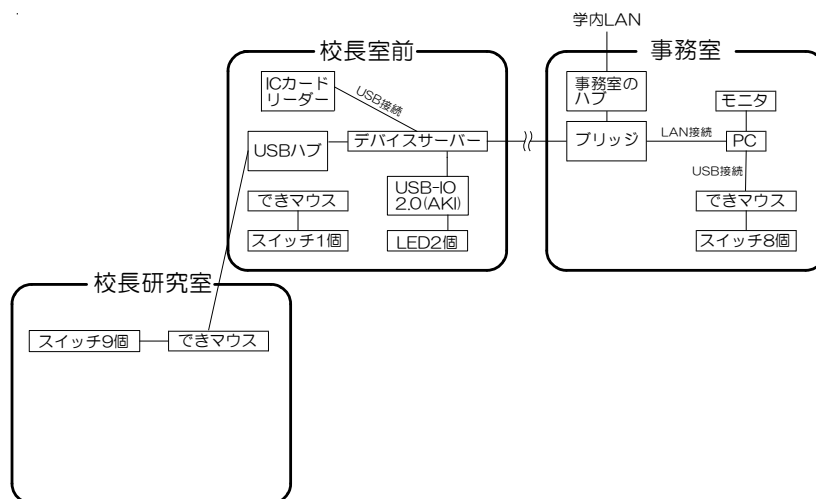 学内LAN
校長室前
事務室
ICカード
リーダー
USB接続
事務室の
ハブ
モニタ
USBハブ
デバイスサーバー
ブリッジ
LAN接続
PC
USB接続
できマウス
USB-IO
2.0(AKI)
できマウス
スイッチ1個
LED2個
スイッチ8個
校長研究室
スイッチ9個
できマウス